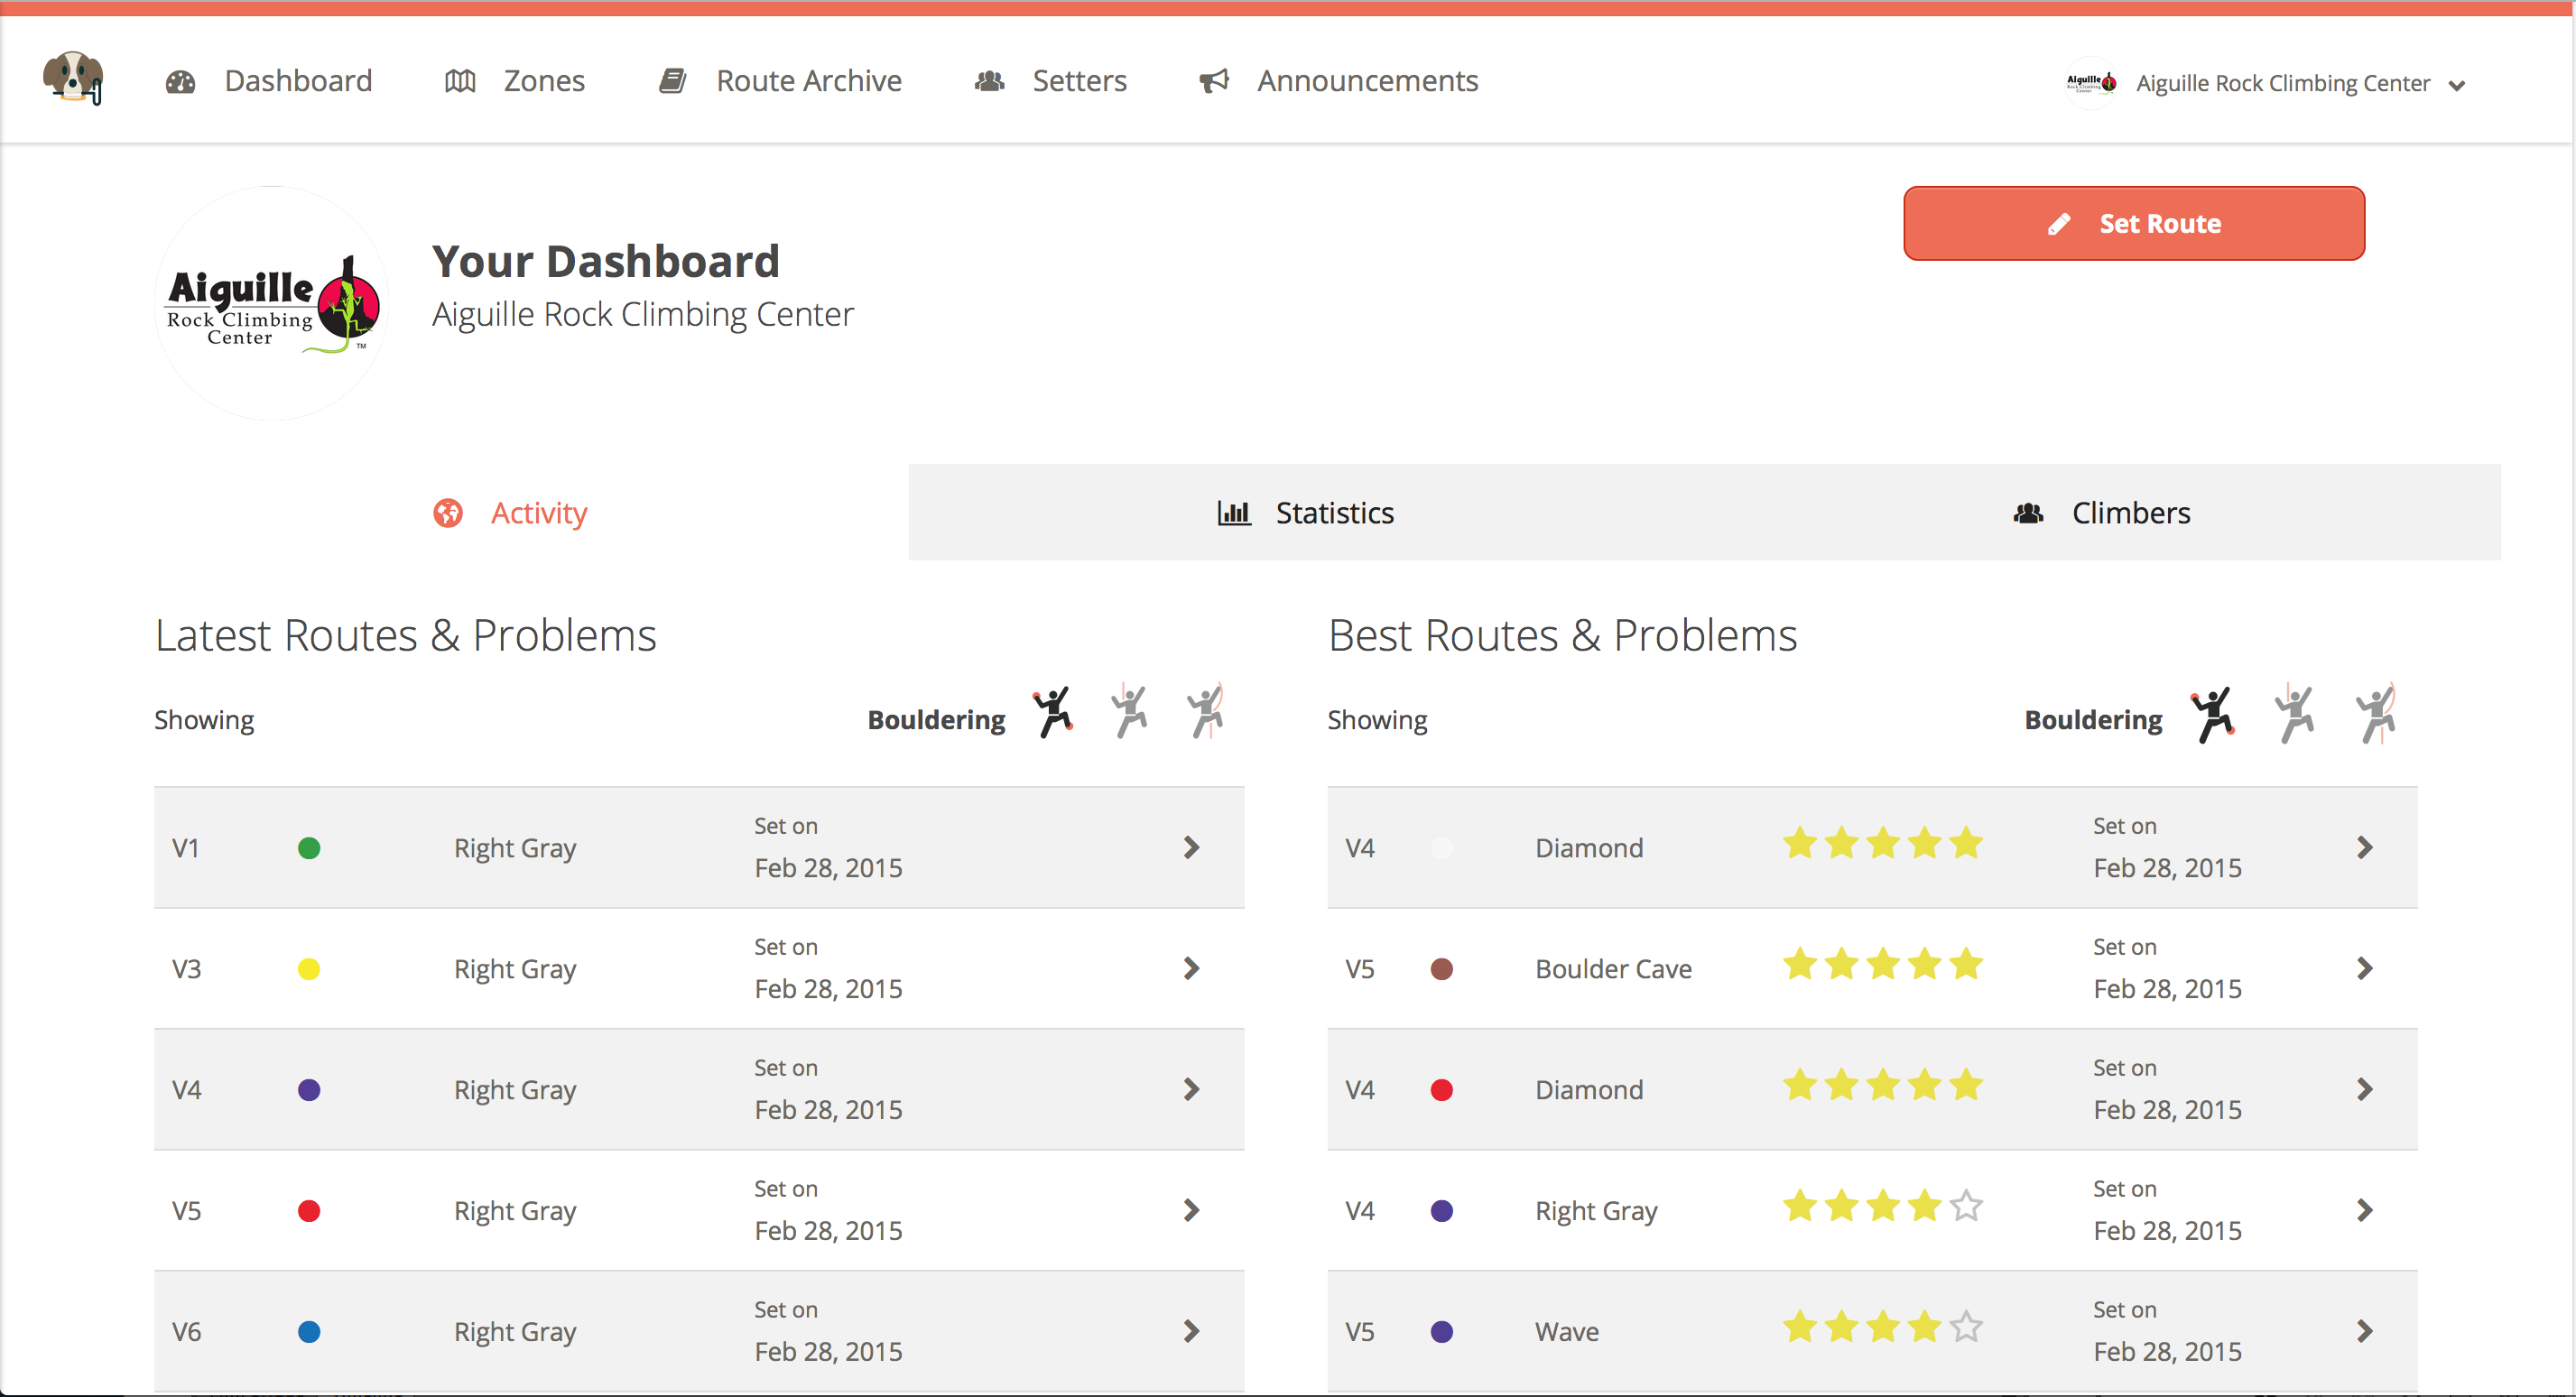 Dashboard Zones Route Archive Setters Announcements Aiguille Rock Climbing Center
Aiguille
Rock Climbing
Center
TM
Your Dashboard
Aiguille Rock Climbing Center
Set Route
Activity Statistics Climbers
Latest Routes & Problems
Showing Bouldering
V1 Right Gray Set on
Feb 28, 2015
V3 Right Gray Set on
Feb 28, 2015
V4 Right Gray Set on
Feb 28, 2015
V5 Right Gray Set on
Feb 28, 2015
V6 Right Gray Set on
Feb 28, 2015
Best Routes & Problems
Showing Bouldering
V4 Diamond Set on
Feb 28, 2015
V5 Boulder Cave Set on
Feb 28, 2015
V4 Diamond Set on
Feb 28, 2015
V4 Right Gray Set on
Feb 28, 2015
V5 Wave Set on
Feb 28, 2015